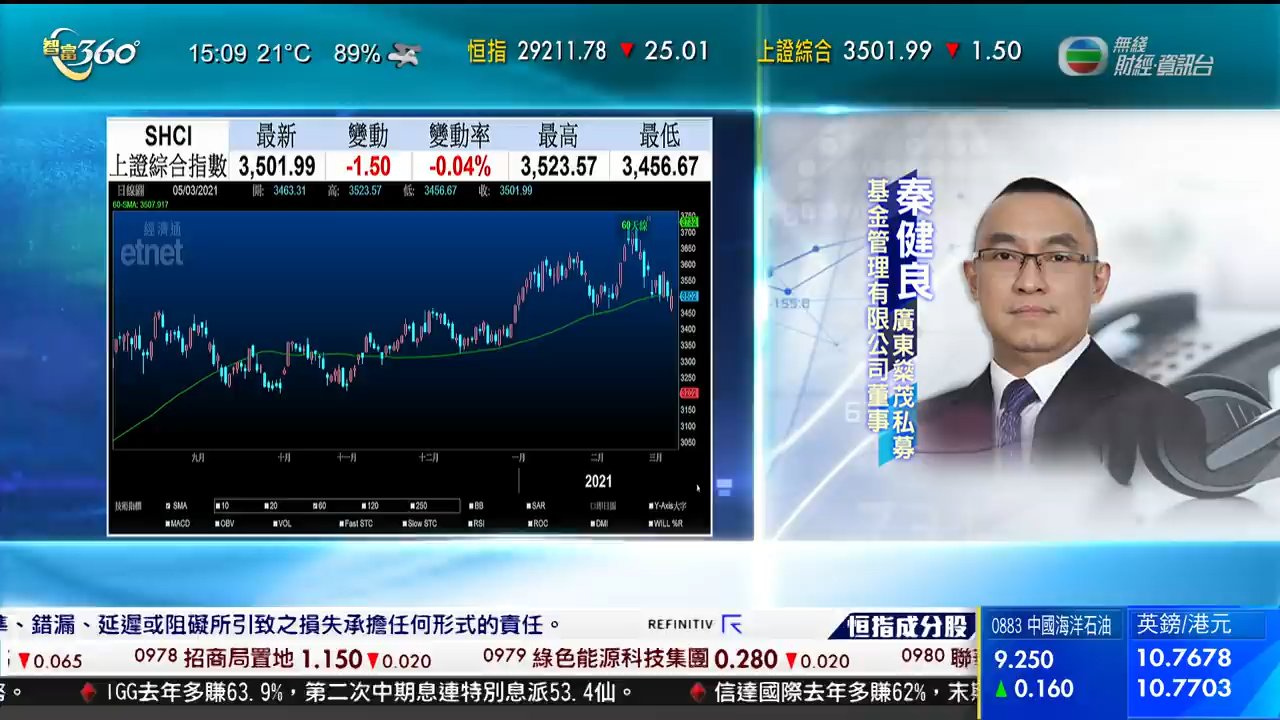 智富360°
15:09 21°C 89%
恒指 29211.78 ▼ 25.01
上證綜合 3501.99 ▼ 1.50
無綫
財經·資訊台
SHCI 最新 變動 變動率 最高 最低
上證綜合指數 3,501.99 -1.50 -0.04% 3,523.57 3,456.67
日線圖 05/03/2021 開: 3463.31 高: 3523.57 低: 3456.67 收: 3501.99
60-SMA: 3507.917
經濟通
etnet
60天線
3750
3700
3650
3600
3550
3502
3450
3400
3350
3300
3250
3150
3100
3050
九月 十月 十一月 十二月 一月 二月 三月
2021
技術指標 SMA 10 20 60 120 250 BB SAR Y-Axis大字
MACD OBV VOL Fast STC Slow STC RSI ROC DMI WILL %R
秦健良
廣東燊茂私募
基金管理有限公司董事
155.8
、錯漏、延遲或阻礙所引致之損失承擔任何形式的責任。
REFINITIV
恒指成分股
▼0.065 0978 招商局置地 1.150▼0.020 0979 綠色能源科技集團 0.280 ▼0.020 0980 聯
。 IGG去年多賺63.9%，第二次中期息連特別息派53.4仙。 信達國際去年多賺62%，末
0883 中國海洋石油
9.250
▲ 0.160
英鎊/港元
10.7678
10.7703